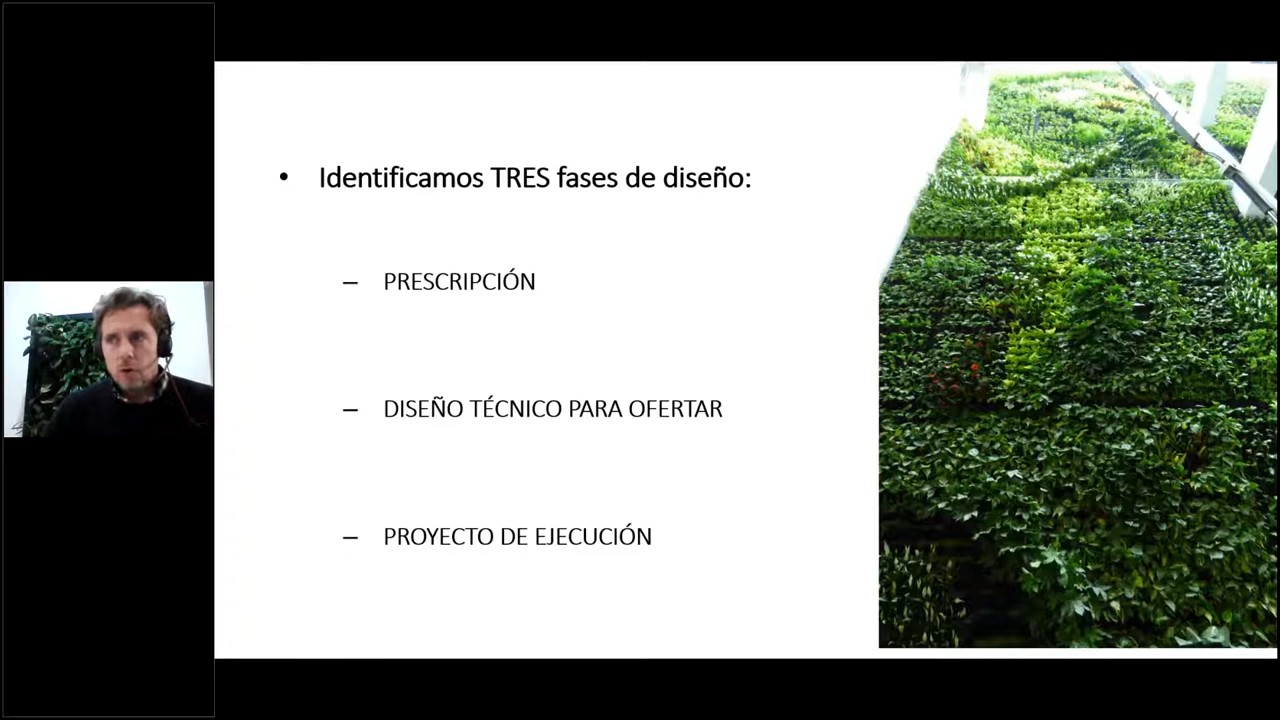 • Identificamos TRES fases de diseño:
– PRESCRIPCIÓN
– DISEÑO TÉCNICO PARA OFERTAR
– PROYECTO DE EJECUCIÓN